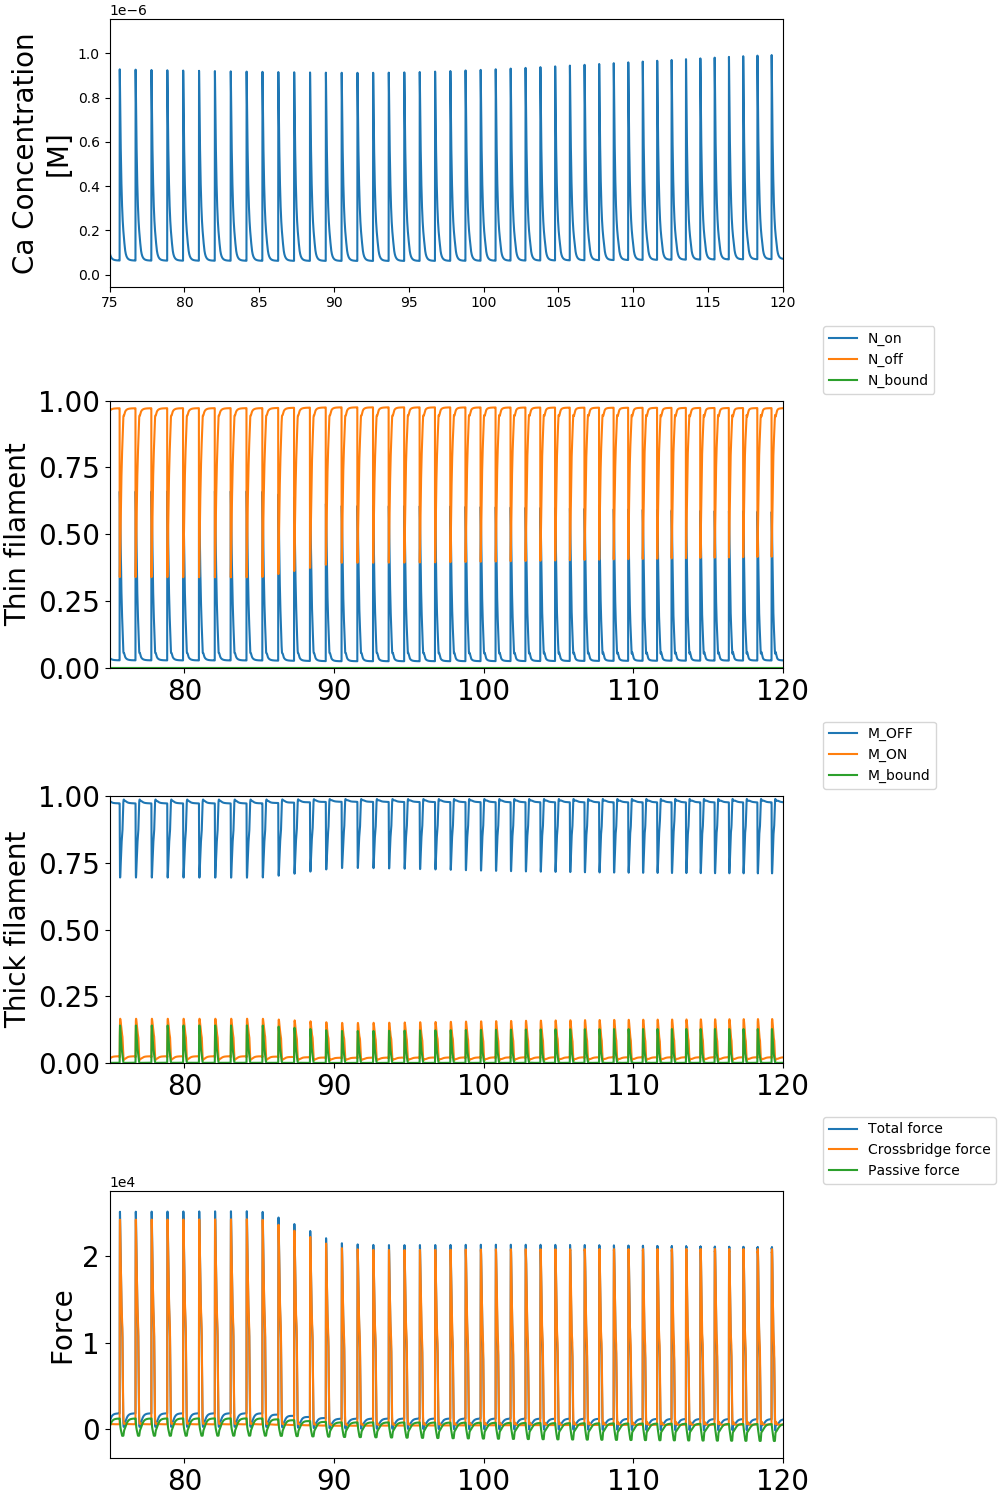 1e−6
Ca Concentration
[M]
1.0
0.8
0.6
0.4
0.2
0.0
75 80 85 90 95 100 105 110 115 120
N_on
N_off
N_bound
Thin filament
1.00
0.75
0.50
0.25
0.00
80 90 100 110 120
M_OFF
M_ON
M_bound
Thick filament
1.00
0.75
0.50
0.25
0.00
80 90 100 110 120
Total force
Crossbridge force
Passive force
1e4
Force
2
1
0
80 90 100 110 120